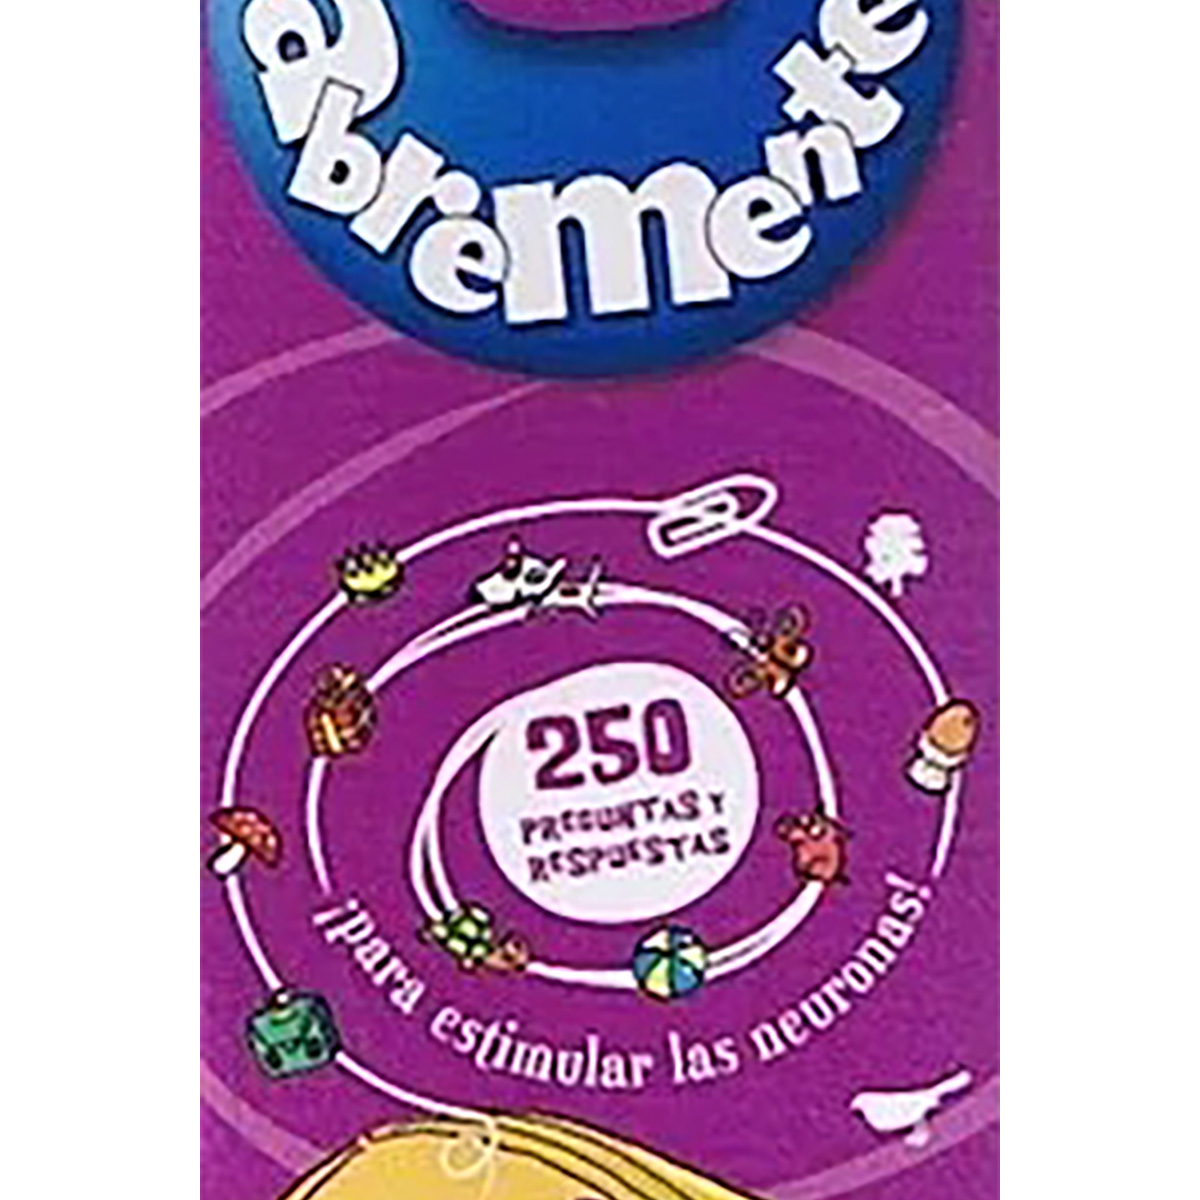 abremente
250
PREGUNTAS Y
RESPUESTAS
¡para estimular las neuronas!